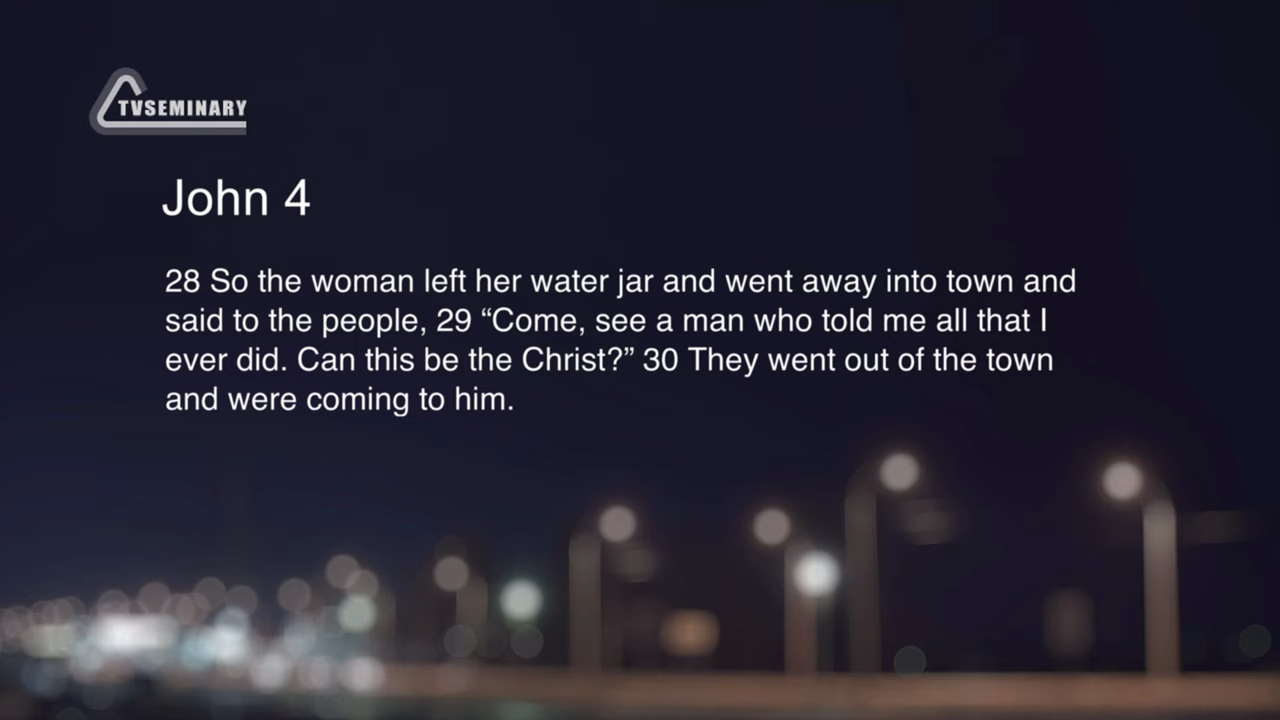 TVSEMINARY
John 4
28 So the woman left her water jar and went away into town and
said to the people, 29 “Come, see a man who told me all that I
ever did. Can this be the Christ?” 30 They went out of the town
and were coming to him.